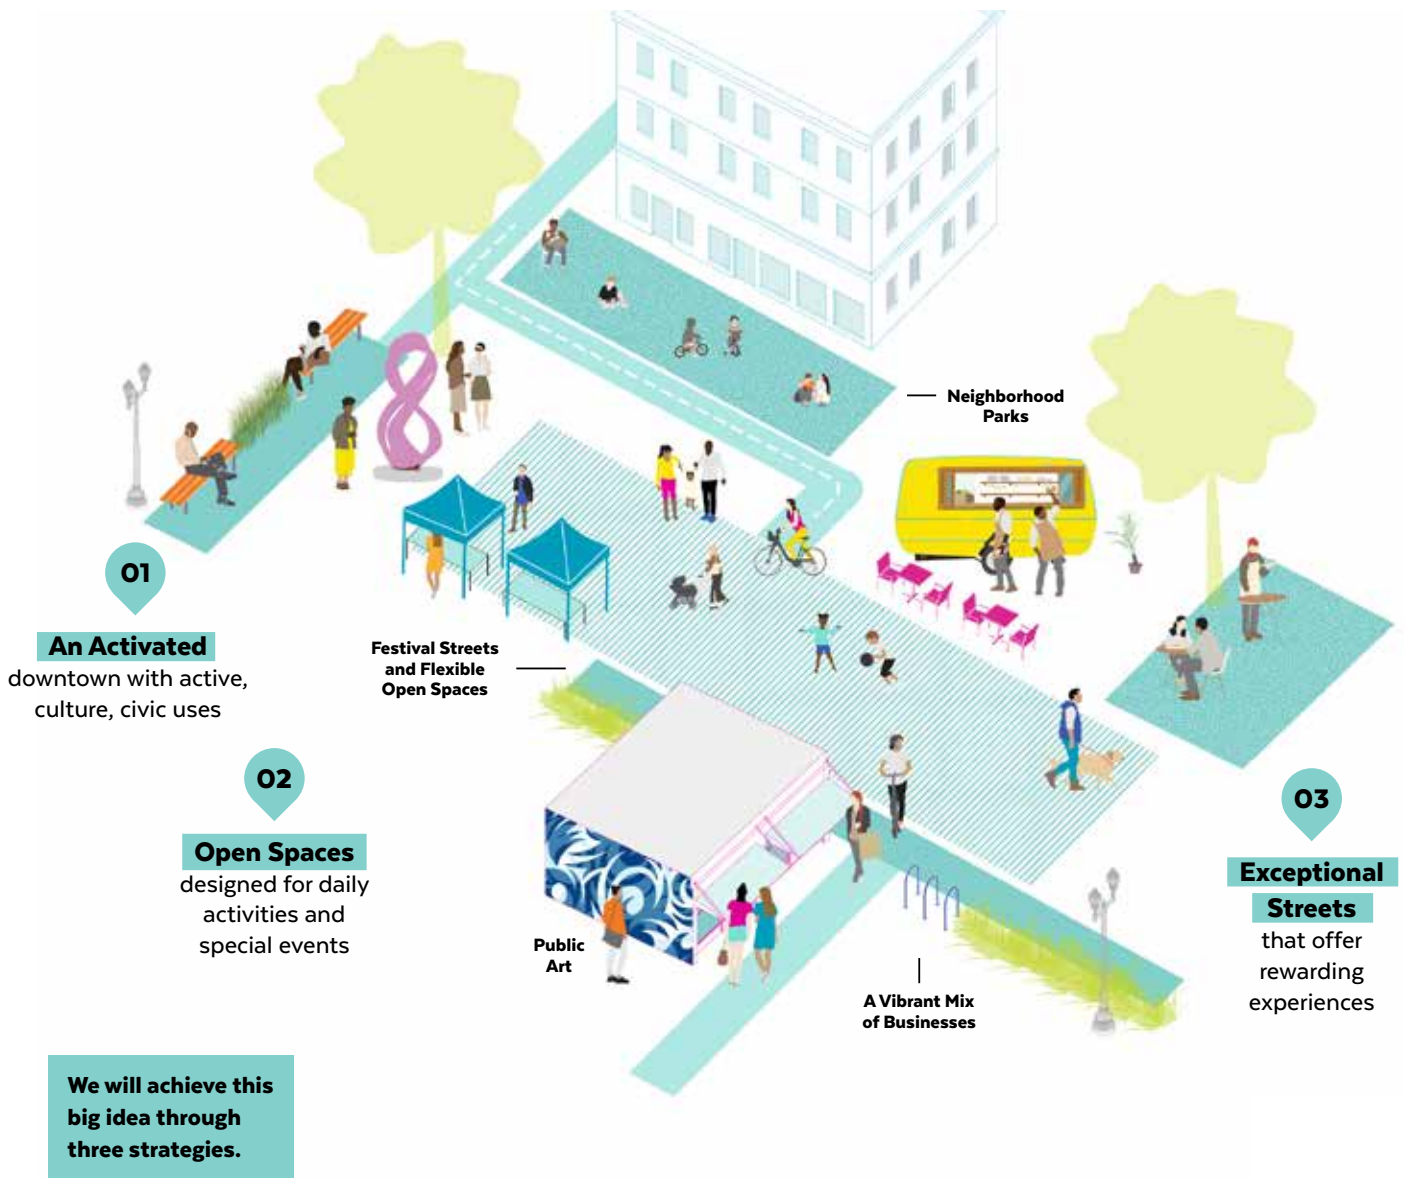 Neighborhood
Parks
01
An Activated
downtown with active,
culture, civic uses
Festival Streets
and Flexible
Open Spaces
02
Open Spaces
designed for daily
activities and
special events
03
Exceptional
Streets
that offer
rewarding
experiences
Public
Art
A Vibrant Mix
of Businesses
We will achieve this
big idea through
three strategies.